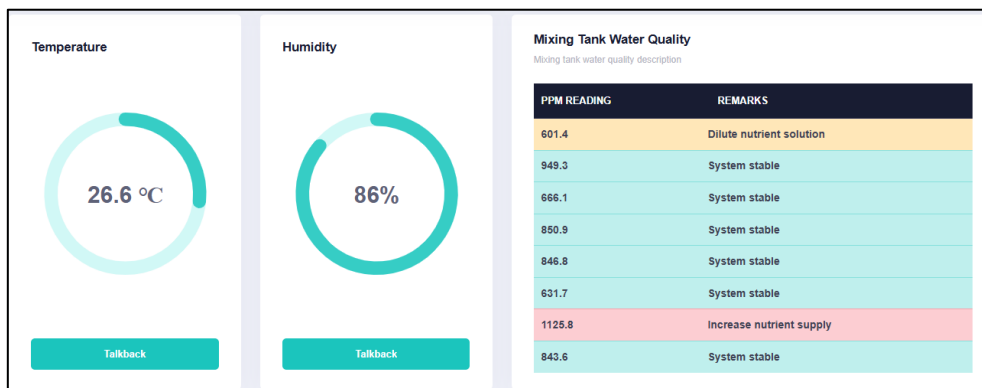 Temperature
26.6 °C
Talkback
Humidity
86%
Talkback
Mixing Tank Water Quality
Mixing tank water quality description
PPM READING REMARKS
601.4 Dilute nutrient solution
949.3 System stable
666.1 System stable
850.9 System stable
846.8 System stable
631.7 System stable
1125.8 Increase nutrient supply
843.6 System stable